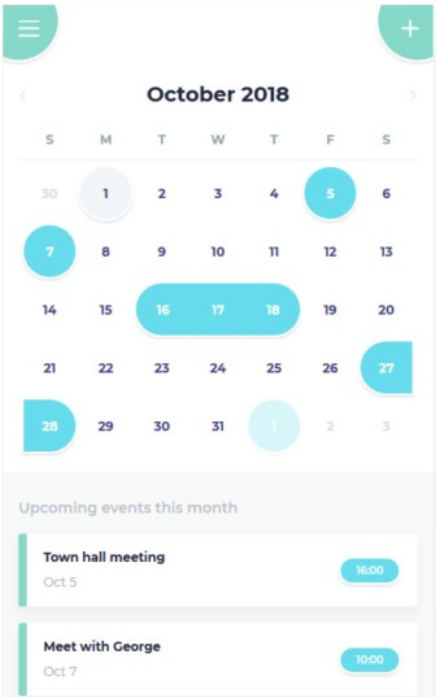 October 2018
S M T W T F S
30 1 2 3 4 5 6
7 8 9 10 11 12 13
14 15 16 17 18 19 20
21 22 23 24 25 26 27
28 29 30 31 1 2 3
Upcoming events this month
Town hall meeting
16:00
Oct 5
Meet with George
10:00
Oct 7